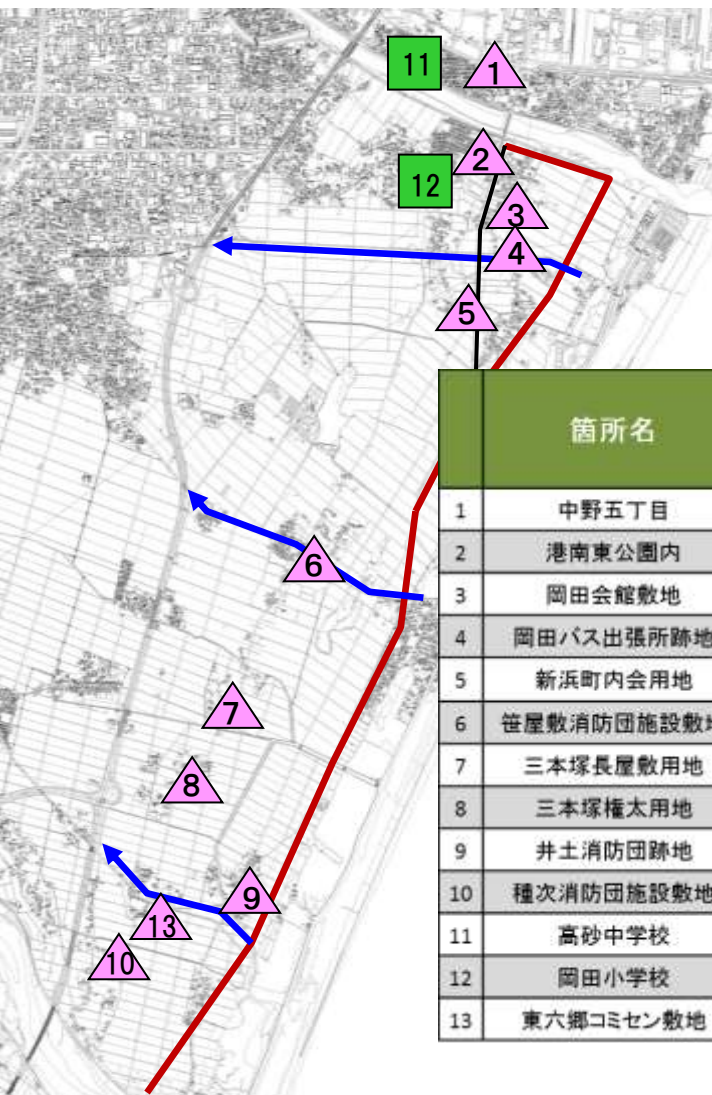 11
1
2
12
3
4
5
6
7
8
9
13
10
箇所名
1 中野五丁目
2 港南東公園内
3 岡田会館敷地
4 岡田バス出張所跡地
5 新浜町内会用地
6 笹屋敷消防団施設敷地
7 三本塚長屋敷用地
8 三本塚権太用地
9 井土消防団跡地
10 種次消防団施設敷地
11 高砂中学校
12 岡田小学校
13 東六郷コミセン敷地